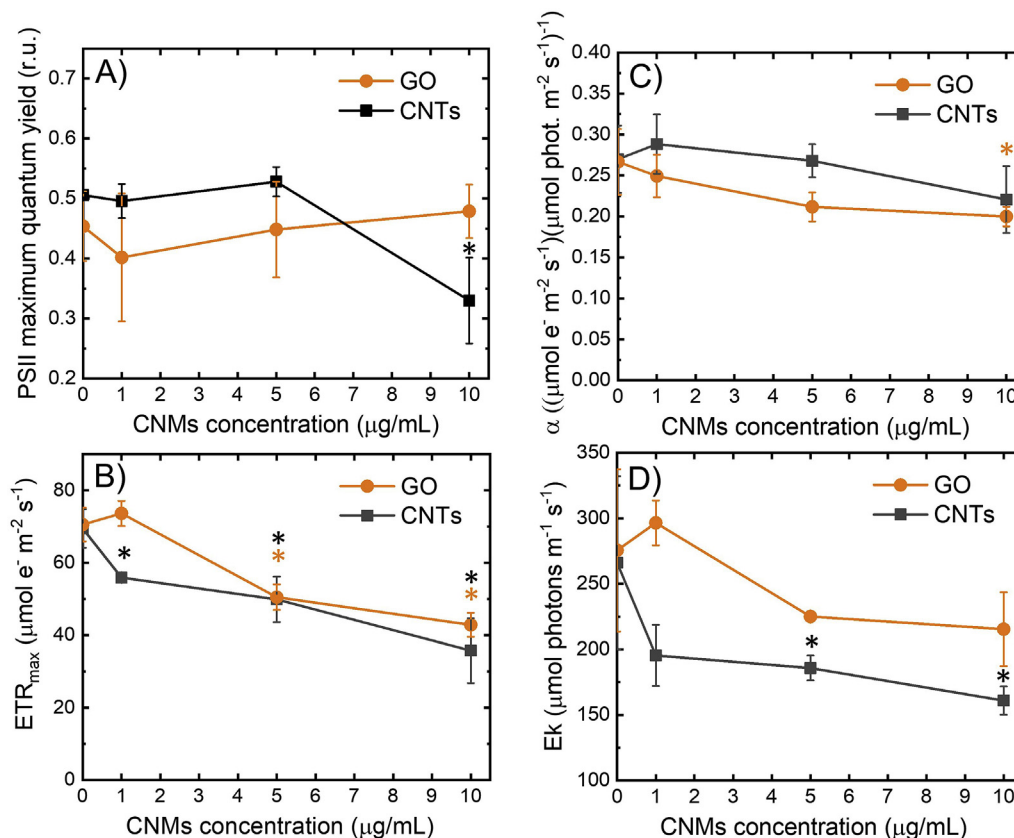 PSII maximum quantum yield (r.u.)
A)
GO
CNTs
0.7
0.6
0.5
0.4
0.3
0.2
*
0 1 2 3 4 5 6 7 8 9 10
CNMs concentration (μg/mL)
α ((μmol e⁻ m⁻² s⁻¹)(μmol phot. m⁻² s⁻¹)⁻¹)
C)
GO
CNTs
0.40
0.35
0.30
0.25
0.20
0.15
0.10
0.05
0.00
*
0 1 2 3 4 5 6 7 8 9 10
CNMs concentration (μg/mL)
ETRmax (μmol e⁻ m⁻² s⁻¹)
B)
GO
CNTs
80
60
40
20
0
*
*
*
*
*
0 1 2 3 4 5 6 7 8 9 10
CNMs concentration (μg/mL)
Ek (μmol photons m⁻¹ s⁻¹)
D)
GO
CNTs
350
300
250
200
150
100
*
*
0 1 2 3 4 5 6 7 8 9 10
CNMs concentration (μg/mL)